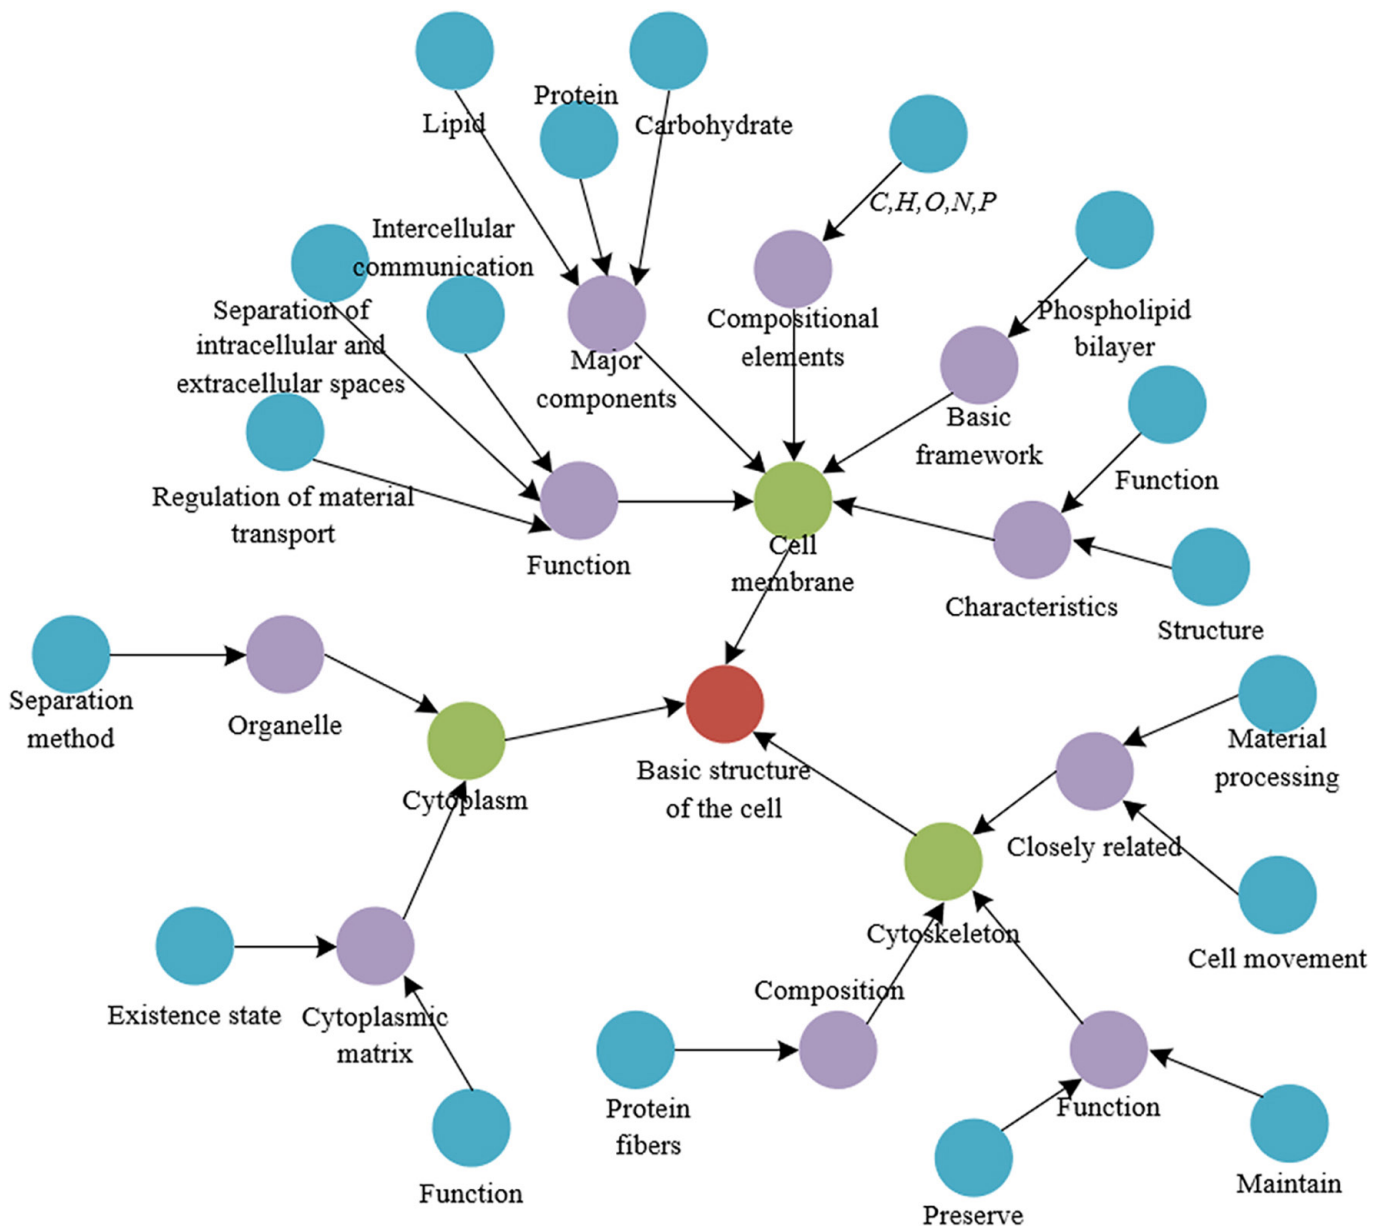 Protein
Lipid
Carbohydrate
C,H,O,N,P
Intercellular
communication
Separation of
intracellular and
extracellular spaces
Major
components
Compositional
elements
Phospholipid
bilayer
Basic
framework
Function
Regulation of material
transport
Function
Cell
membrane
Characteristics
Structure
Separation
method
Organelle
Cytoplasm
Basic structure
of the cell
Material
processing
Closely related
Cytoskeleton
Cell movement
Composition
Existence state
Cytoplasmic
matrix
Protein
fibers
Function
Function
Preserve
Maintain